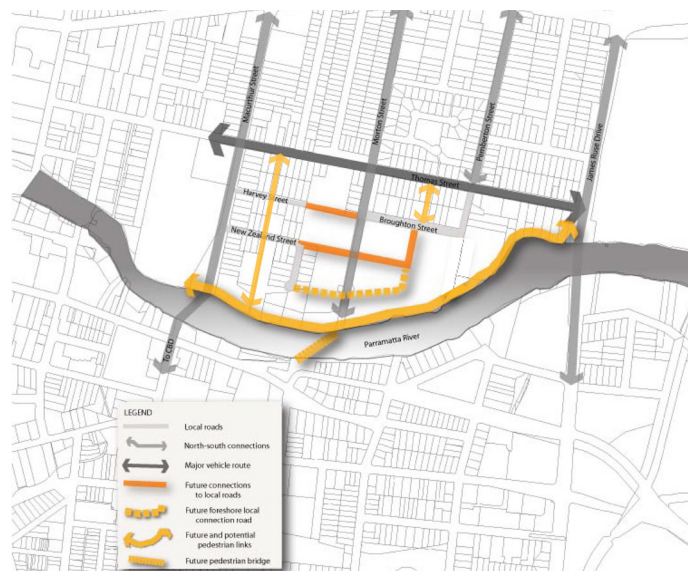 Macarthur Street
Morton Street
Pemberton Street
James Ruse Drive
Thomas Street
Harvey Street
Broughton Street
New Zealand Street
Parramatta River
To CBD
LEGEND
Local roads
North-south connections
Major vehicle route
Future connections
to local roads
Future foreshore local
connection road
Future and potential
pedestrian links
Future pedestrian bridge